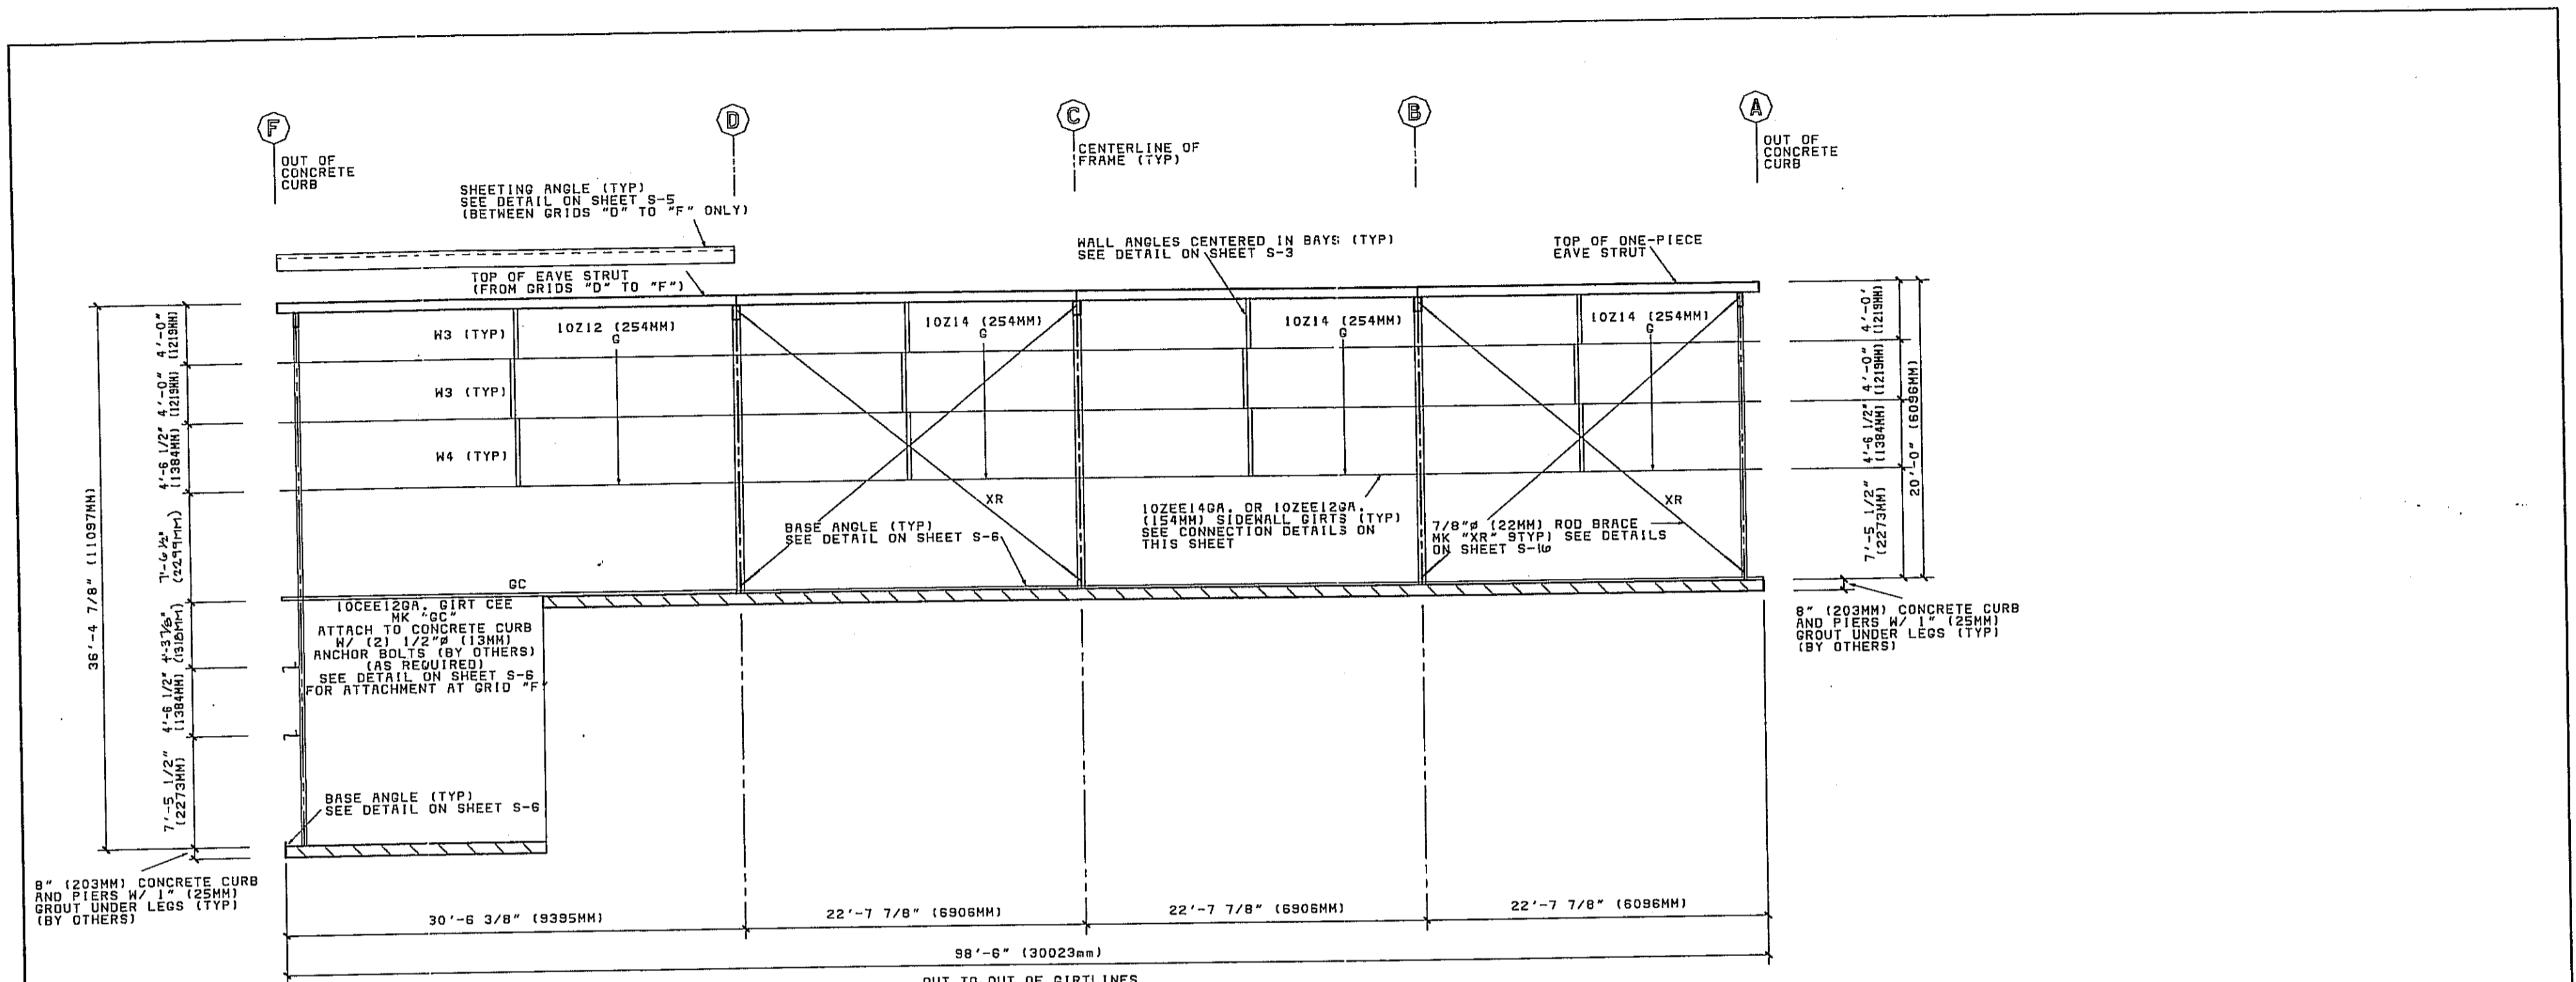 F
D
C
B
A
OUT OF
CONCRETE
CURB
CENTERLINE OF
FRAME (TYP)
OUT OF
CONCRETE
CURB
SHEETING ANGLE (TYP)
SEE DETAIL ON SHEET S-5
(BETWEEN GRIDS "D" TO "F" ONLY)
WALL ANGLES CENTERED IN BAYS (TYP)
SEE DETAIL ON SHEET S-3
TOP OF ONE-PIECE
EAVE STRUT
TOP OF EAVE STRUT
(FROM GRIDS "D" TO "F")
W3 (TYP)
10Z12 (254MM)
G
10Z14 (254MM)
G
10Z14 (254MM)
G
10Z14 (254MM)
G
W3 (TYP)
W4 (TYP)
36'-4 7/8" (11097MM)
4'-0"
(1219MM)
4'-0"
(1219MM)
4'-6 1/2"
(1384MM)
7'-6 1/2"
(2299MM)
4'-3 7/8"
(1318MM)
4'-6 1/2"
(1384MM)
7'-5 1/2"
(2273MM)
4'-0'
(1219MM)
4'-0"
(1219MM)
4'-6 1/2"
(1384MM)
7'-5 1/2"
(2273MM)
20'-0" (6096MM)
XR
XR
BASE ANGLE (TYP)
SEE DETAIL ON SHEET S-6
10ZEE14GA. OR 10ZEE12GA.
(154MM) SIDEWALL GIRTS (TYP)
SEE CONNECTION DETAILS ON
THIS SHEET
7/8"ø (22MM) ROD BRACE
MK "XR" 9TYP) SEE DETAILS
ON SHEET S-16
GC
10CEE12GA. GIRT CEE
MK "GC"
ATTACH TO CONCRETE CURB
W/ (2) 1/2"ø (13MM)
ANCHOR BOLTS (BY OTHERS)
(AS REQUIRED)
SEE DETAIL ON SHEET S-6
FOR ATTACHMENT AT GRID "F"
8" (203MM) CONCRETE CURB
AND PIERS W/ 1" (25MM)
GROUT UNDER LEGS (TYP)
(BY OTHERS)
BASE ANGLE (TYP)
SEE DETAIL ON SHEET S-6
8" (203MM) CONCRETE CURB
AND PIERS W/ 1" (25MM)
GROUT UNDER LEGS (TYP)
(BY OTHERS)
30'-6 3/8" (9395MM)
22'-7 7/8" (6906MM)
22'-7 7/8" (6906MM)
22'-7 7/8" (6096MM)
98'-6" (30023mm)
OUT TO OUT OF GIRTLINES